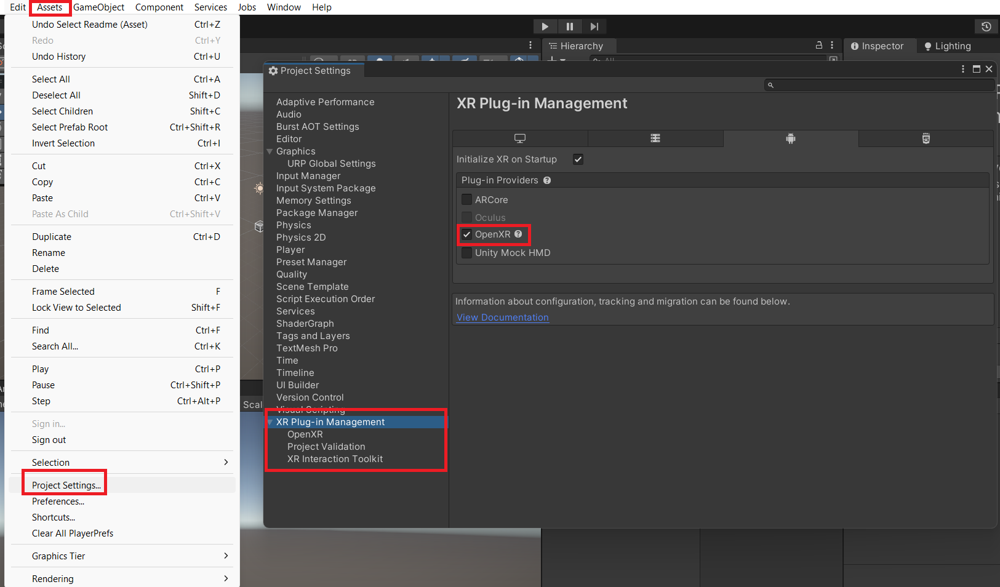 Edit Assets GameObject Component Services Jobs Window Help
Undo Select Readme (Asset) Ctrl+Z
Redo Ctrl+Y
Undo History Ctrl+U
Select All Ctrl+A
Deselect All Shift+D
Select Children Shift+C
Select Prefab Root Ctrl+Shift+R
Invert Selection Ctrl+I
Cut Ctrl+X
Copy Ctrl+C
Paste Ctrl+V
Paste As Child Ctrl+Shift+V
Duplicate Ctrl+D
Rename
Delete
Frame Selected F
Lock View to Selected Shift+F
Find Ctrl+F
Search All... Ctrl+K
Play Ctrl+P
Pause Ctrl+Shift+P
Step Ctrl+Alt+P
Sign in...
Sign out
Selection
Project Settings...
Preferences...
Shortcuts...
Clear All PlayerPrefs
Graphics Tier
Rendering
Scal
Hierarchy
All
Inspector
Lighting
Project Settings
Adaptive Performance
Audio
Burst AOT Settings
Editor
Graphics
URP Global Settings
Input Manager
Input System Package
Memory Settings
Package Manager
Physics
Physics 2D
Player
Preset Manager
Quality
Scene Template
Script Execution Order
Services
ShaderGraph
Tags and Layers
TextMesh Pro
Time
Timeline
UI Builder
Version Control
Visual Scripting
XR Plug-in Management
OpenXR
Project Validation
XR Interaction Toolkit
XR Plug-in Management
Initialize XR on Startup
Plug-in Providers
ARCore
Oculus
OpenXR
Unity Mock HMD
Information about configuration, tracking and migration can be found below.
View Documentation